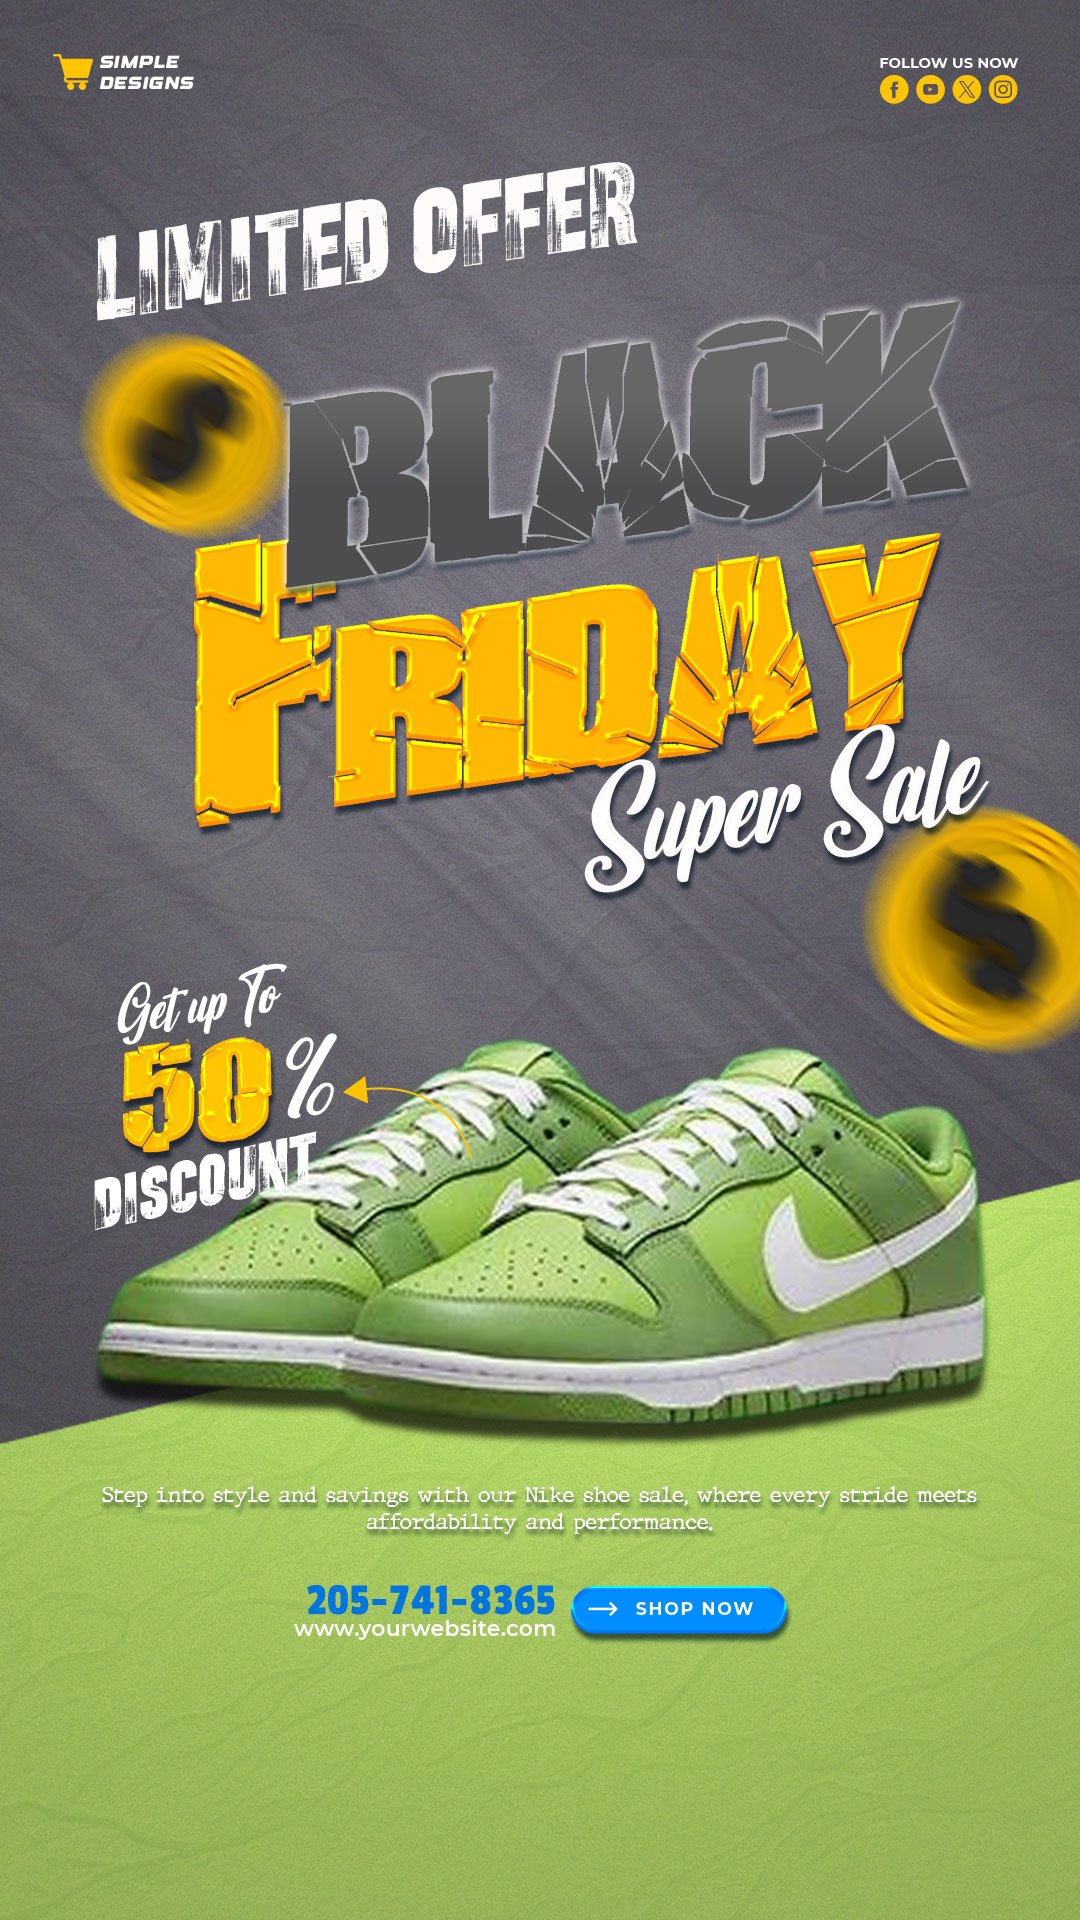 SIMPLE
DESIGNS
FOLLOW US NOW
LIMITED OFFER
BLACK
FRIDAY
Super Sale
Get up To
50%
DISCOUNT
Step into style and savings with our Nike shoe sale, where every stride meets
affordability and performance.
205-741-8365
www.yourwebsite.com
SHOP NOW